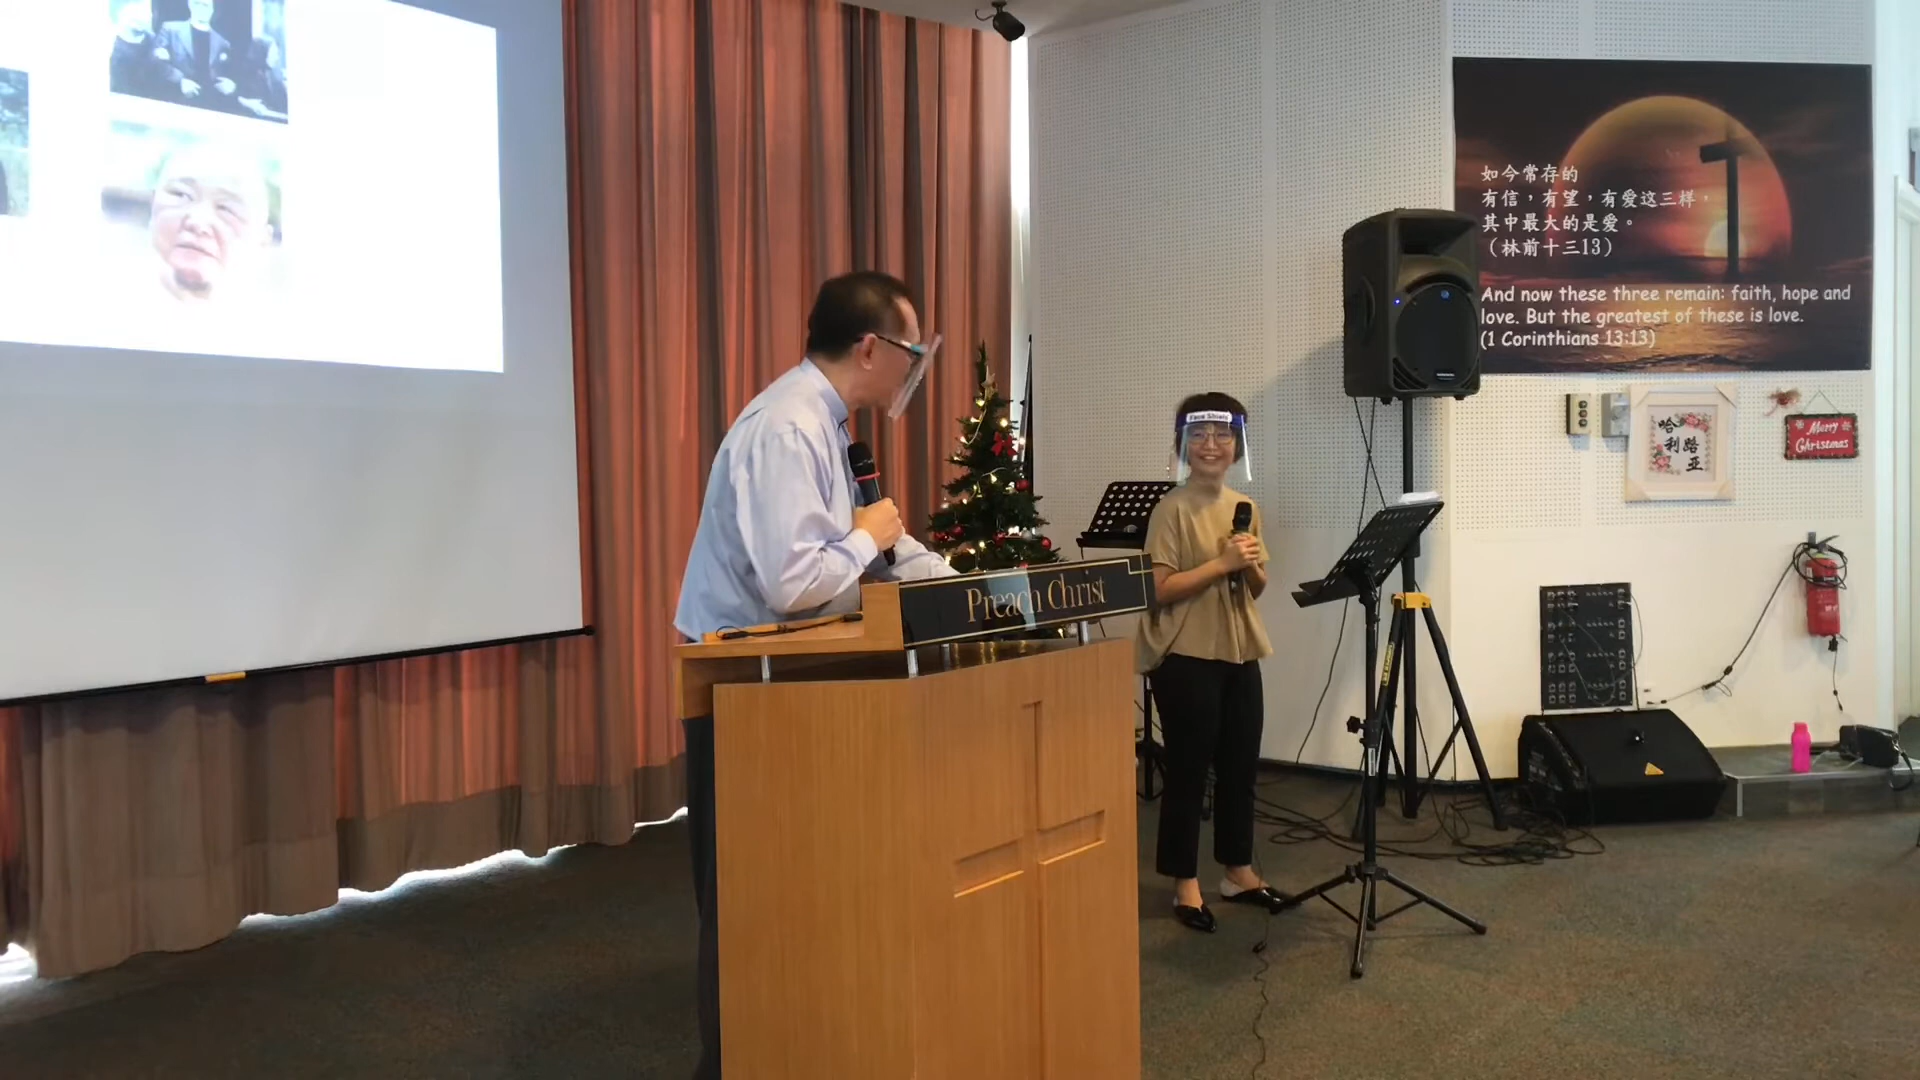 如今常存的
有信，有望，有爱这三样，
其中最大的是爱。
（林前十三13）
And now these three remain: faith, hope and
love. But the greatest of these is love.
(1 Corinthians 13:13)
Face Shield
哈利路亚
Merry
Christmas
Preach Christ